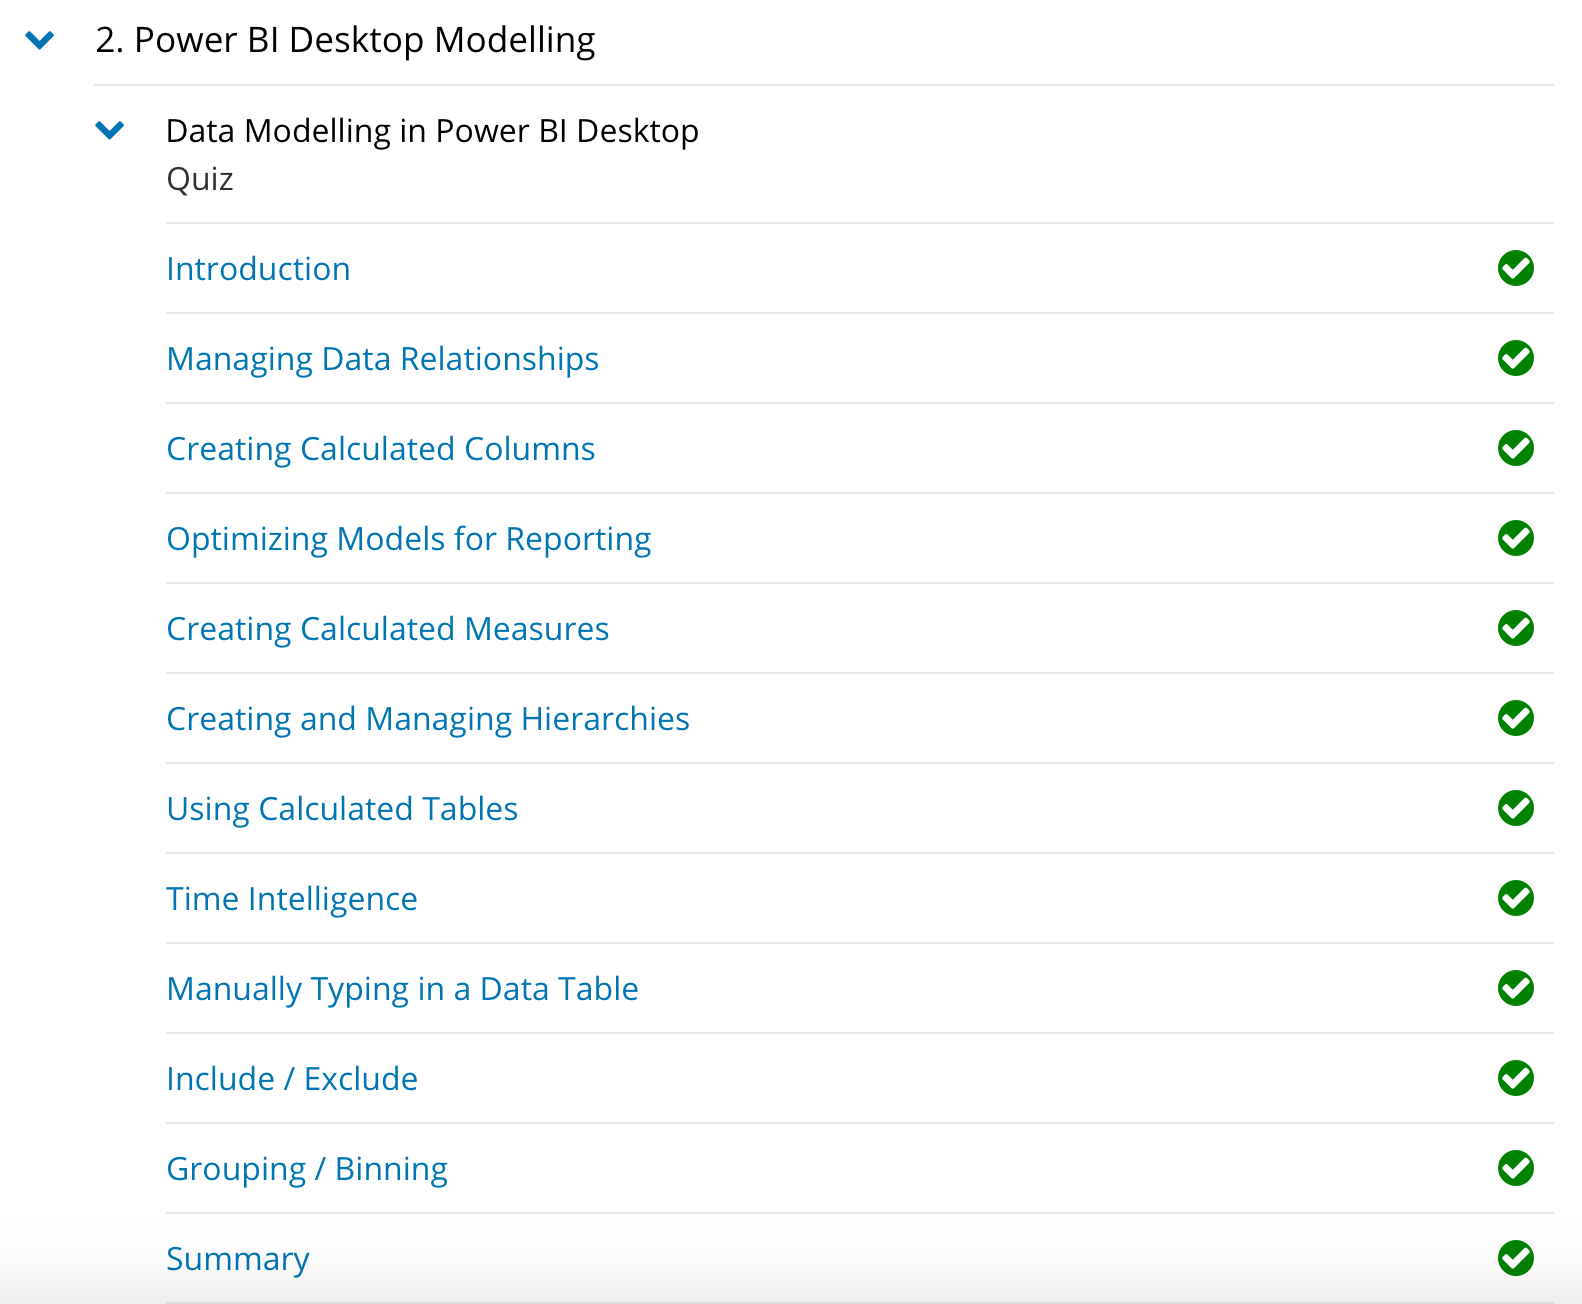 2. Power BI Desktop Modelling
Data Modelling in Power BI Desktop
Quiz
Introduction
Managing Data Relationships
Creating Calculated Columns
Optimizing Models for Reporting
Creating Calculated Measures
Creating and Managing Hierarchies
Using Calculated Tables
Time Intelligence
Manually Typing in a Data Table
Include / Exclude
Grouping / Binning
Summary